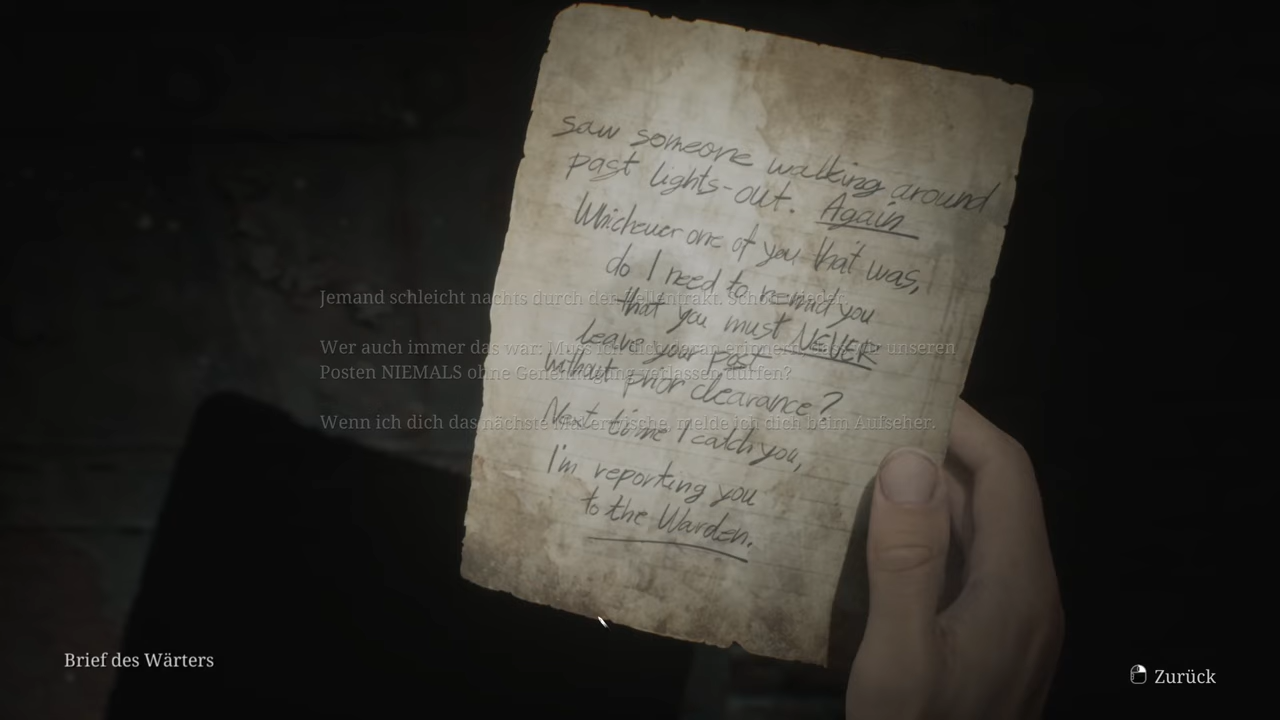 saw someone walking around
past lights-out. Again
Whichever one of you that was,
do I need to remind you
that you must NEVER
leave your post
without prior clearance?
Next time I catch you,
I'm reporting you
to the Warden.
Jemand schleicht nachts durch den Zellentrakt. Schon wieder.
Wer auch immer das war: Muss ich dich daran erinnern, dass wir unseren
Posten NIEMALS ohne Genehmigung verlassen dürfen?
Wenn ich dich das nächste Mal erwische, melde ich dich beim Aufseher.
Brief des Wärters
Zurück